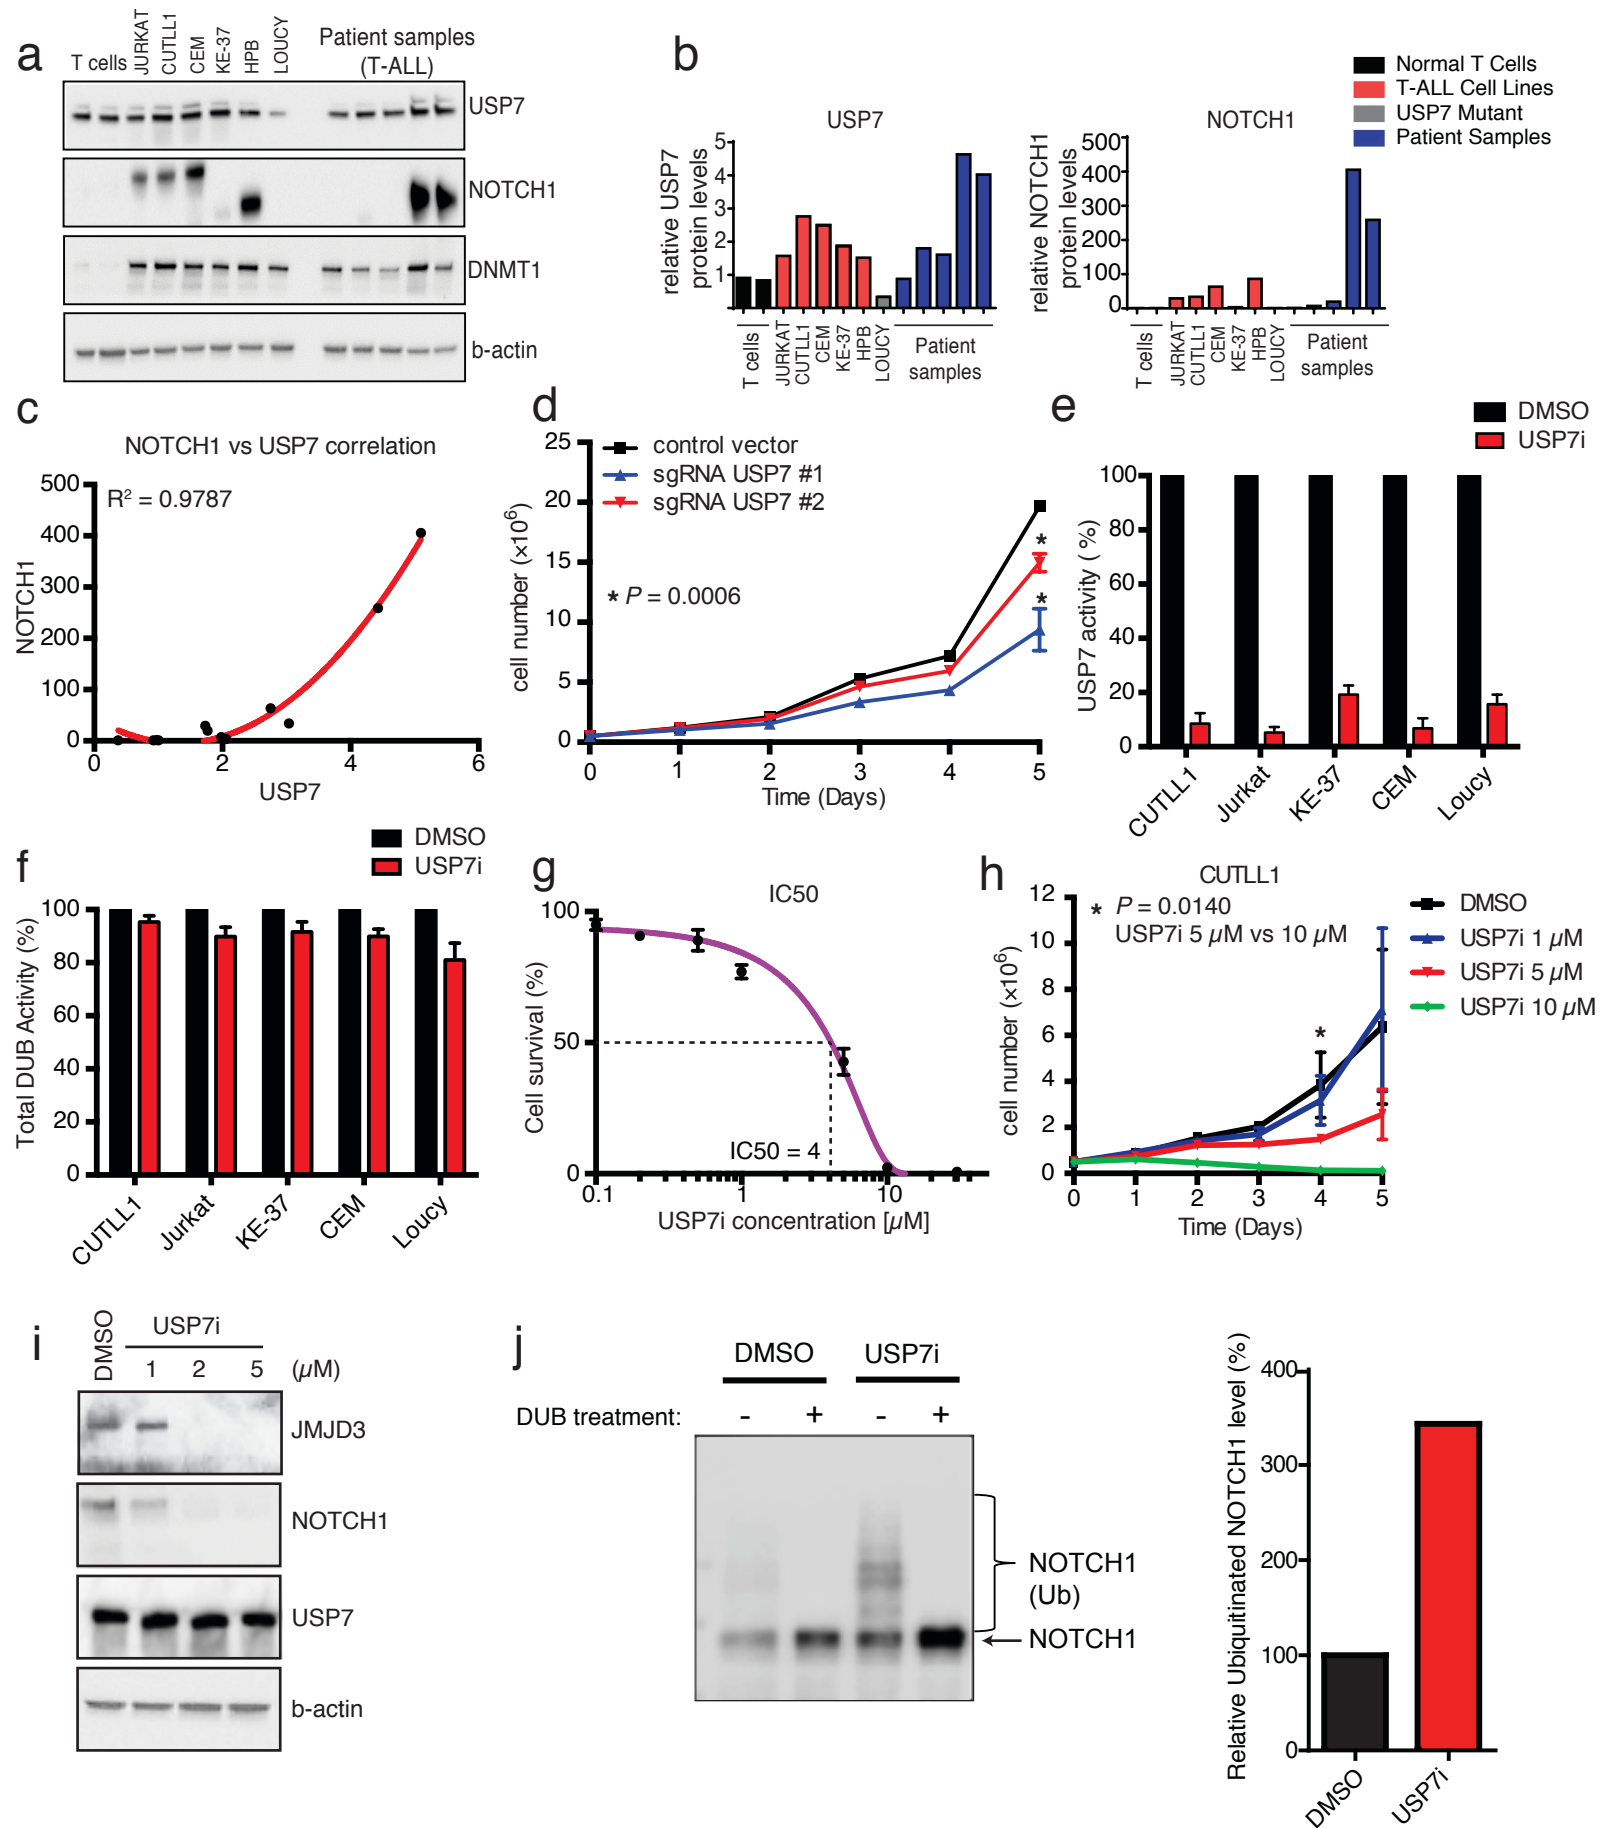 a
T cells
JURKAT
CUTLL1
CEM
KE-37
HPB
LOUCY
Patient samples
(T-ALL)
USP7
NOTCH1
DNMT1
b-actin
b
Normal T Cells
T-ALL Cell Lines
USP7 Mutant
Patient Samples
USP7
relative USP7
protein levels
5
4
3
2
1
T cells
JURKAT
CUTLL1
CEM
KE-37
HPB
LOUCY
Patient
samples
NOTCH1
relative NOTCH1
protein levels
500
400
300
200
100
0
T cells
JURKAT
CUTLL1
CEM
KE-37
HPB
LOUCY
Patient
samples
c
NOTCH1 vs USP7 correlation
R² = 0.9787
NOTCH1
500
400
300
200
100
0
0 2 4 6
USP7
d
control vector
sgRNA USP7 #1
sgRNA USP7 #2
* P = 0.0006
*
*
cell number (×10⁶)
25
20
15
10
5
0
0 1 2 3 4 5
Time (Days)
e
DMSO
USP7i
USP7 activity ( %)
100
80
60
40
20
0
CUTLL1
Jurkat
KE-37
CEM
Loucy
f
DMSO
USP7i
Total DUB Activity (%)
100
80
60
40
20
0
CUTLL1
Jurkat
KE-37
CEM
Loucy
g
IC50
Cell survival (%)
100
50
0
IC50 = 4
0.1 1 10
USP7i concentration [µM]
h
CUTLL1
* P = 0.0140
USP7i 5 µM vs 10 µM
*
DMSO
USP7i 1 µM
USP7i 5 µM
USP7i 10 µM
cell number (×10⁶)
12
10
8
6
4
2
0
0 1 2 3 4 5
Time (Days)
i
DMSO
USP7i
1 2 5 (µM)
JMJD3
NOTCH1
USP7
b-actin
j
DMSO USP7i
DUB treatment: - + - +
NOTCH1
(Ub)
NOTCH1
Relative Ubiquitinated NOTCH1 level (%)
400
300
200
100
0
DMSO
USP7i